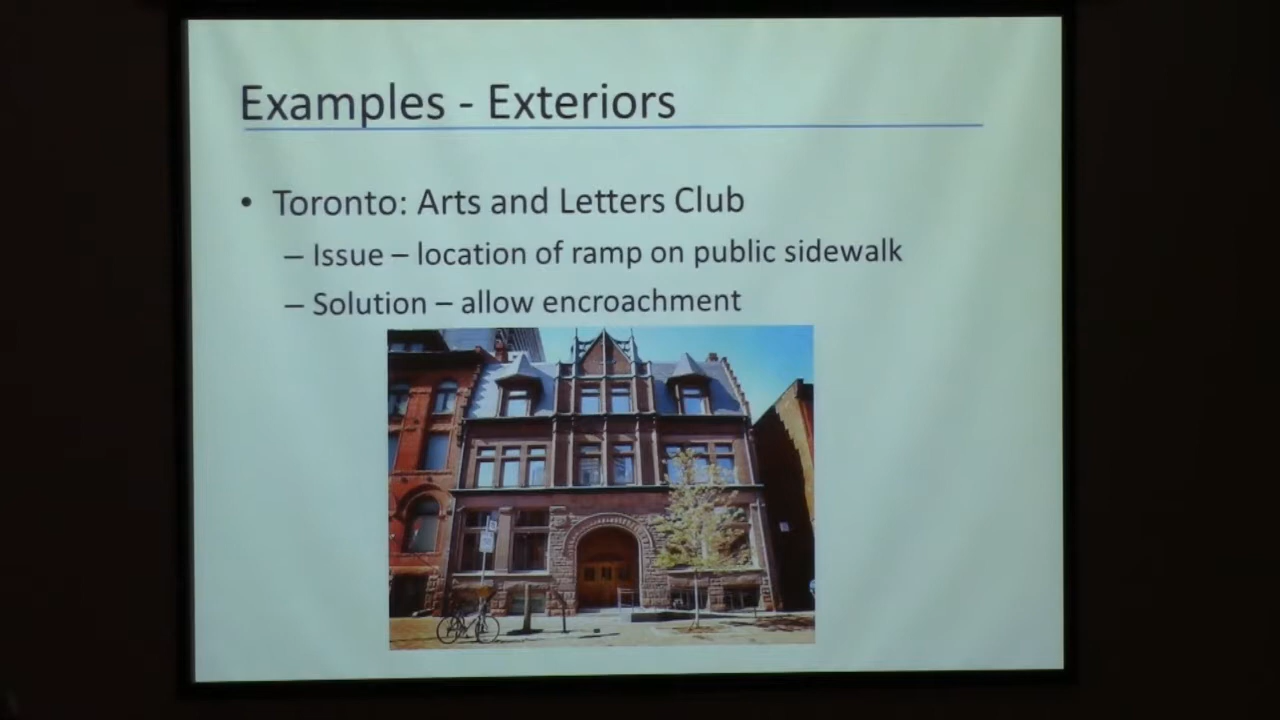 Examples - Exteriors
• Toronto: Arts and Letters Club
– Issue – location of ramp on public sidewalk
– Solution – allow encroachment